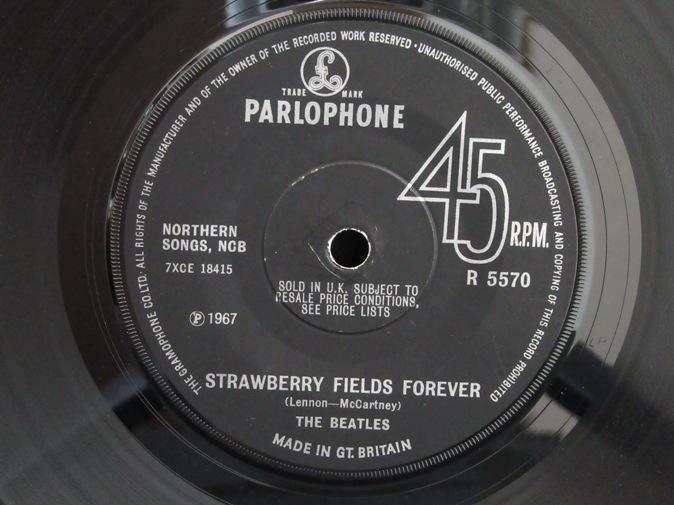 THE GRAMOPHONE CO. LTD. ALL RIGHTS OF THE MANUFACTURER AND OF THE OWNER OF THE RECORDED WORK RESERVED · UNAUTHORISED PUBLIC PERFORMANCE BROADCASTING AND COPYING OF THIS RECORD PROHIBITED
£
TRADE MARK
PARLOPHONE
45
R.P.M.
NORTHERN
SONGS, NCB
7XCE 18415
R 5570
SOLD IN U.K. SUBJECT TO
RESALE PRICE CONDITIONS,
SEE PRICE LISTS
Ⓟ 1967
STRAWBERRY FIELDS FOREVER
(Lennon—McCartney)
THE BEATLES
MADE IN GT. BRITAIN